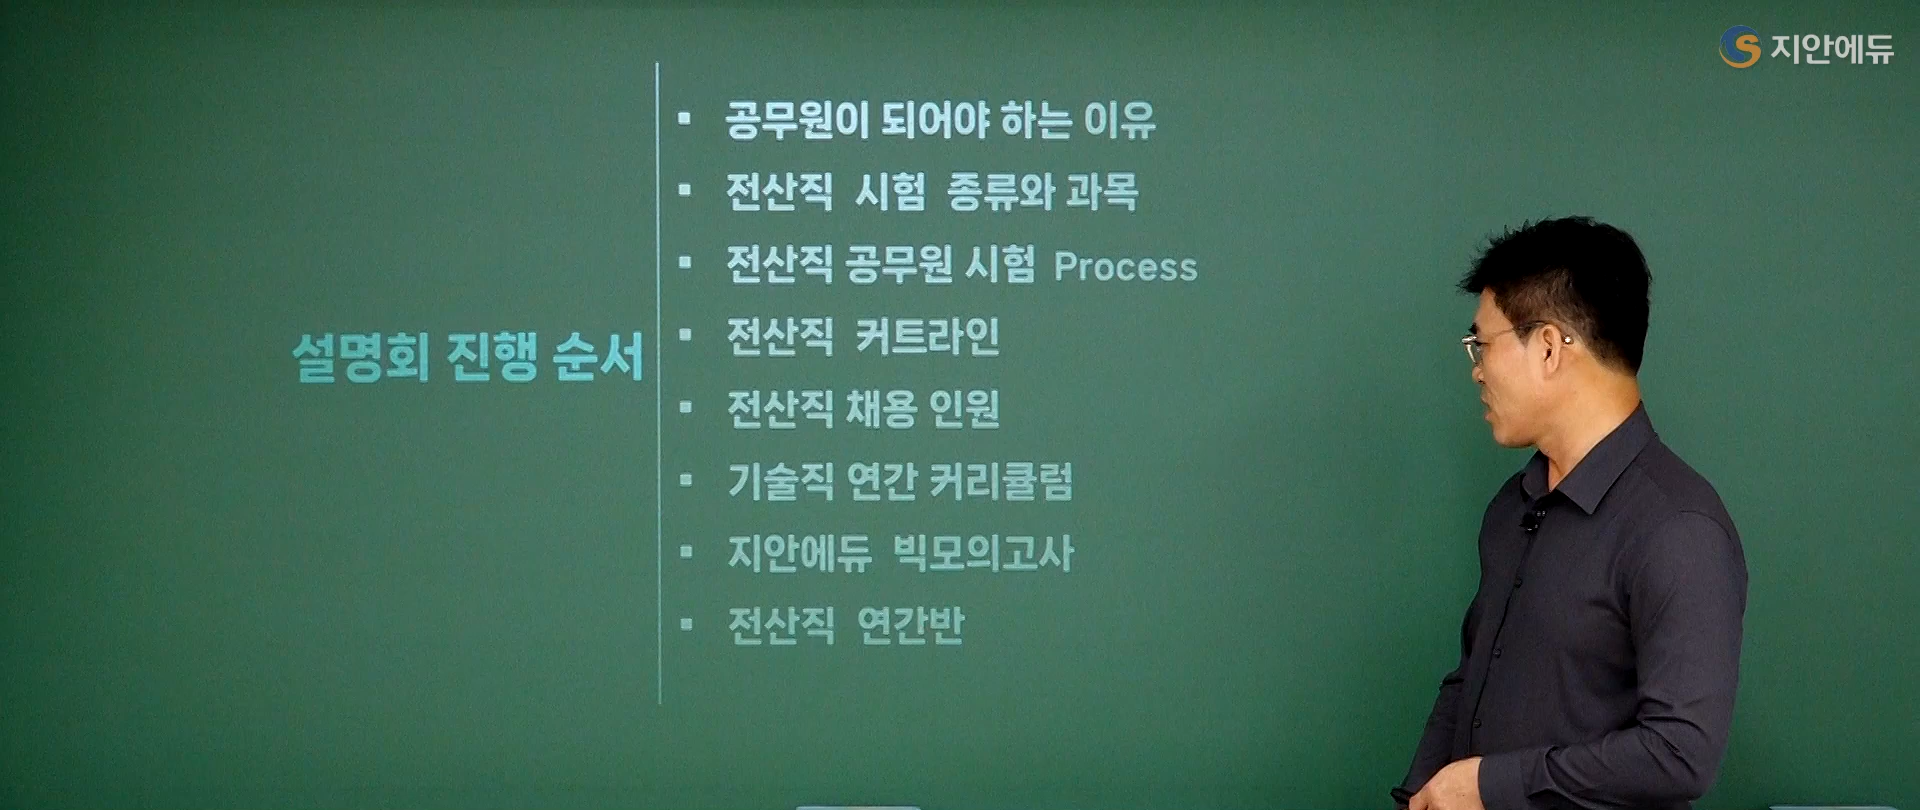 지안에듀
설명회 진행 순서
▪ 공무원이 되어야 하는 이유
▪ 전산직 시험 종류와 과목
▪ 전산직 공무원 시험 Process
▪ 전산직 커트라인
▪ 전산직 채용 인원
▪ 기술직 연간 커리큘럼
▪ 지안에듀 빅모의고사
▪ 전산직 연간반